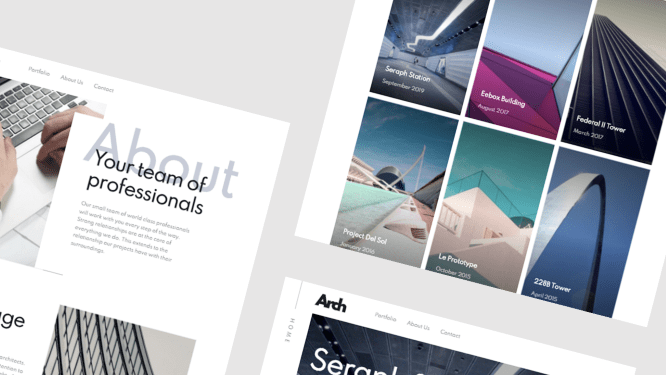 Portfolio
About Us
Contact
About
Your team of
professionals
Our small team of world class professionals
will work with you every step of the way.
Strong relationships are at the core of
everything we do. This extends to the
relationship our projects have with their
surroundings.
Seraph Station
September 2019
Eebox Building
August 2017
Federal II Tower
March 2017
Project Del Sol
January 2016
Le Prototype
October 2015
228B Tower
April 2015
HOME
Arch
Portfolio
About Us
Contact
Seraph